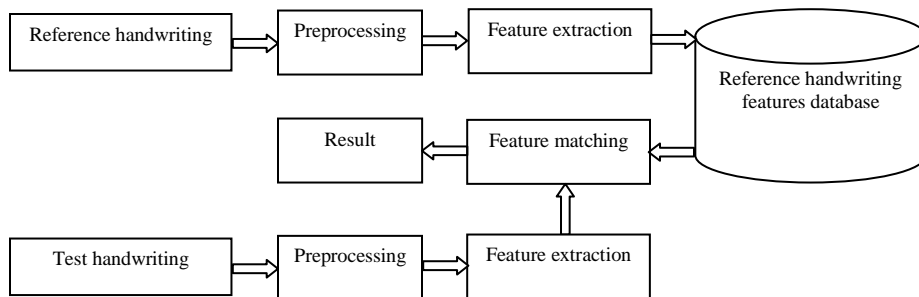 Reference handwriting
Preprocessing
Feature extraction
Reference handwriting
features database
Result
Feature matching
Test handwriting
Preprocessing
Feature extraction